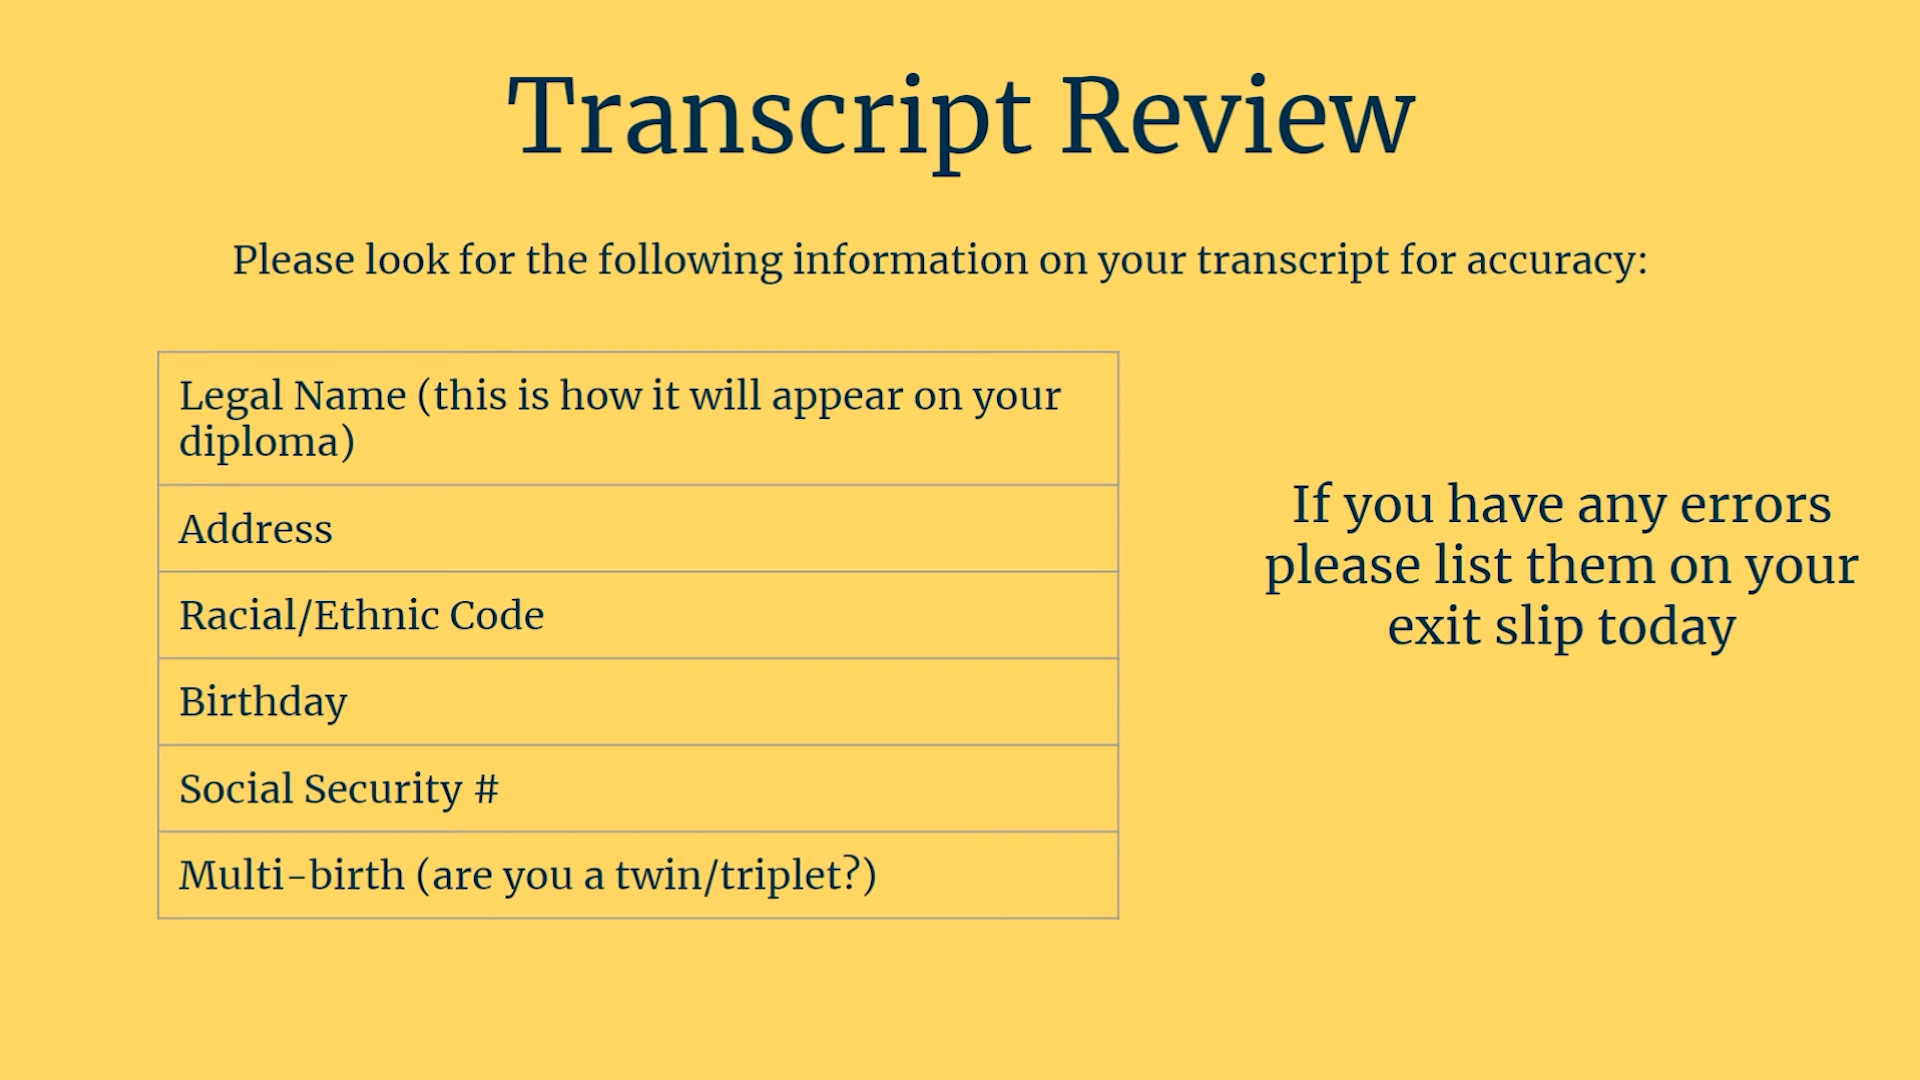 Transcript Review
Please look for the following information on your transcript for accuracy:
Legal Name (this is how it will appear on your
diploma)
Address
Racial/Ethnic Code
Birthday
Social Security #
Multi-birth (are you a twin/triplet?)
If you have any errors
please list them on your
exit slip today